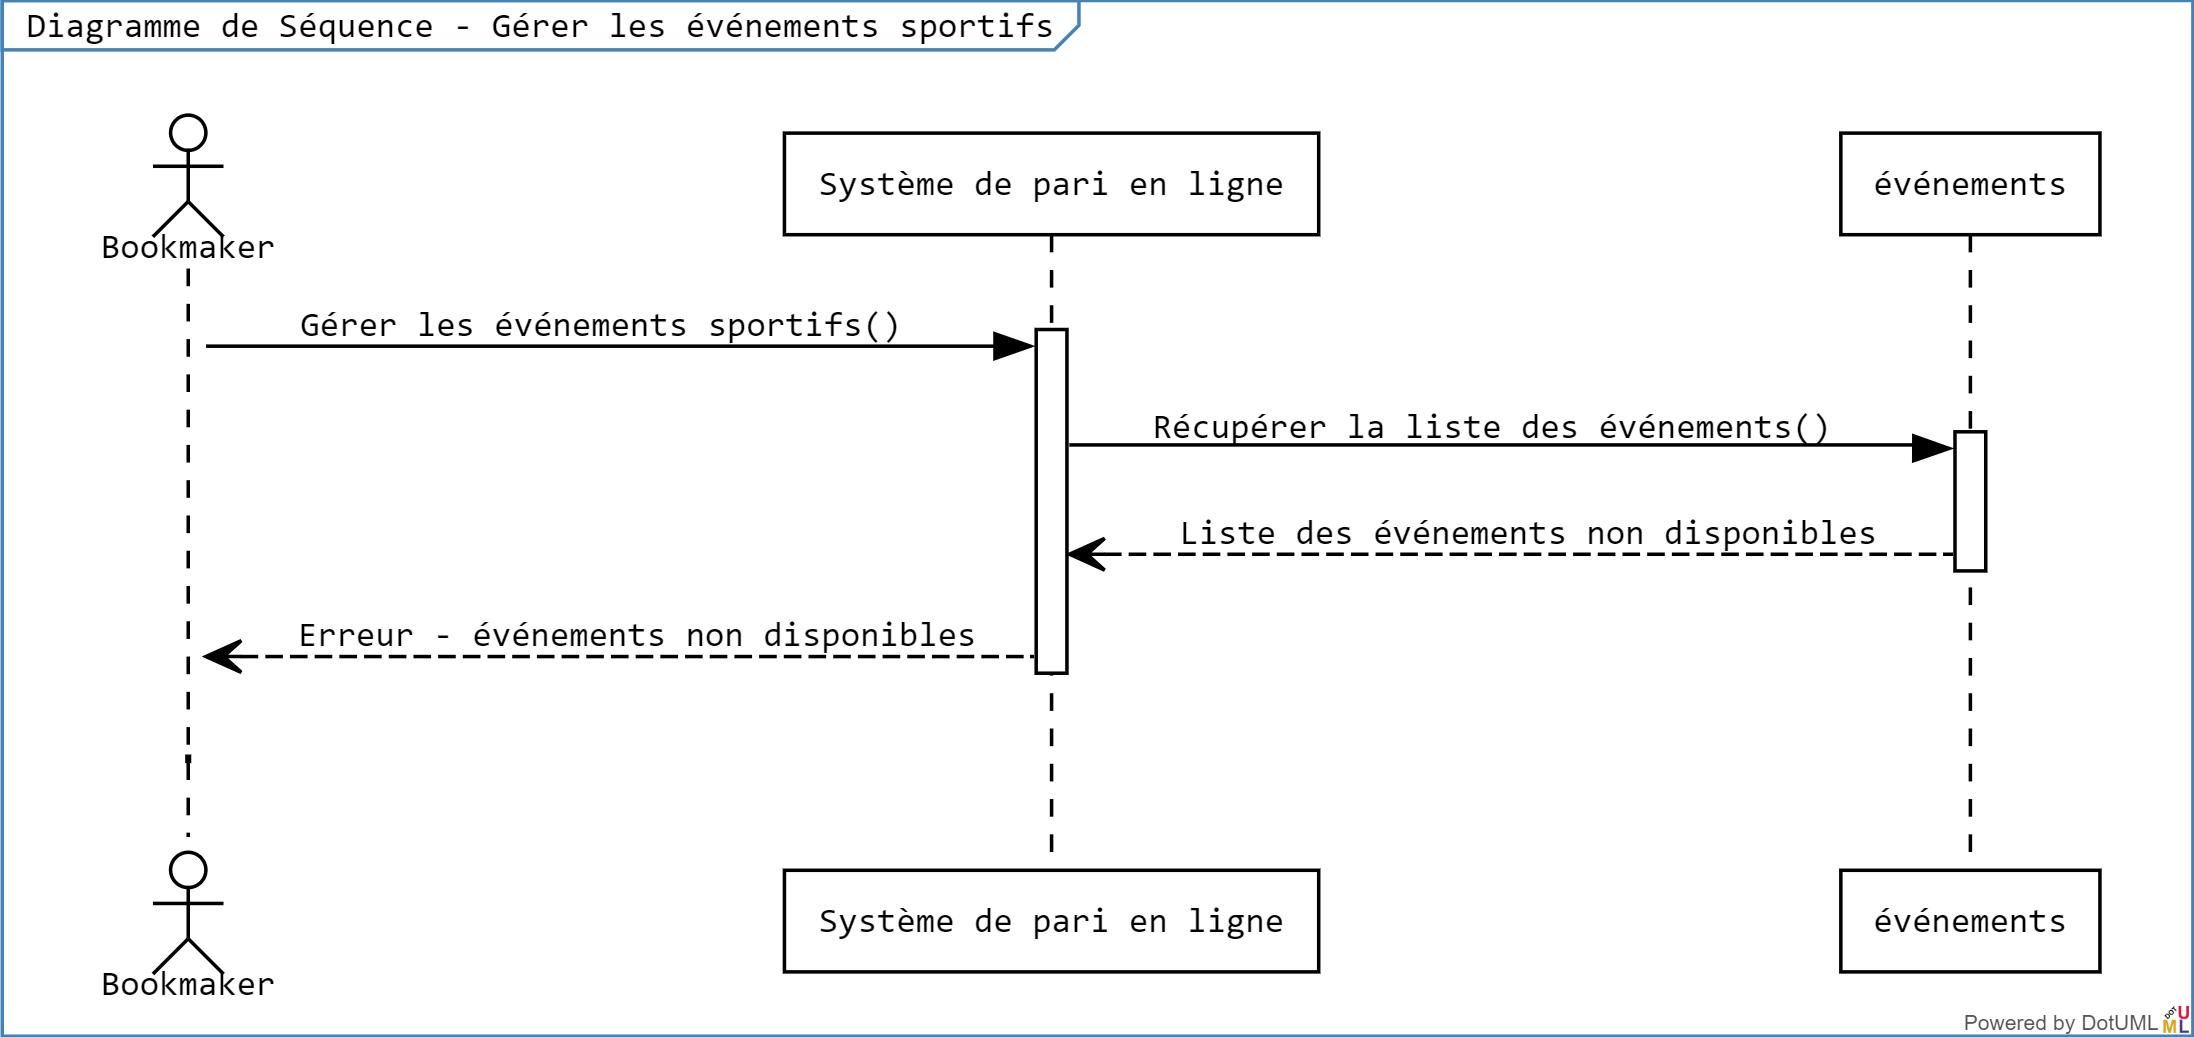 Diagramme de Séquence - Gérer les événements sportifs
Bookmaker
Système de pari en ligne
événements
Gérer les événements sportifs()
Récupérer la liste des événements()
Liste des événements non disponibles
Erreur - événements non disponibles
Bookmaker
Système de pari en ligne
événements
Powered by DotUML
DOT
U
ML